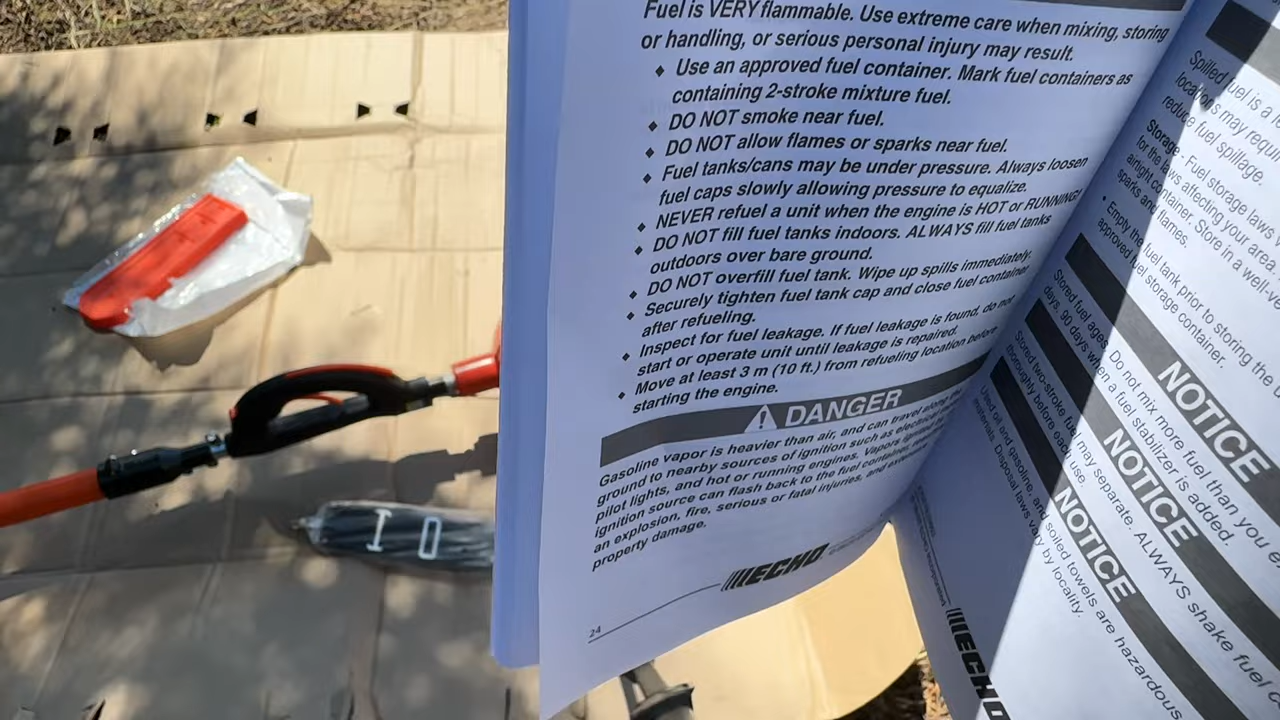 Fuel is VERY flammable. Use extreme care when mixing, storing
or handling, or serious personal injury may result.
♦ Use an approved fuel container. Mark fuel containers as
containing 2-stroke mixture fuel.
♦ DO NOT smoke near fuel.
♦ DO NOT allow flames or sparks near fuel.
♦ Fuel tanks/cans may be under pressure. Always loosen
fuel caps slowly allowing pressure to equalize.
♦ NEVER refuel a unit when the engine is HOT or RUNNING!
♦ DO NOT fill fuel tanks indoors. ALWAYS fill fuel tanks
outdoors over bare ground.
♦ DO NOT overfill fuel tank. Wipe up spills immediately.
♦ Securely tighten fuel tank cap and close fuel container
after refueling.
♦ Inspect for fuel leakage. If fuel leakage is found, do not
start or operate unit until leakage is repaired.
♦ Move at least 3 m (10 ft.) from refueling location before
starting the engine.
DANGER
Gasoline vapor is heavier than air, and can travel along the
ground to nearby sources of ignition such as electrical
pilot lights, and hot or running engines. Vapors
ignition source can flash back to the fuel container,
an explosion, fire, serious or fatal injuries, and
property damage.
24
ECHO
Spilled fuel is a
locations may
reduce fuel spillage.
Storage - Fuel storage laws
for the laws affecting your area.
airtight container. Store in a
sparks and flames.
• Empty the fuel tank prior to storing the
approved fuel storage container.
NOTICE
Stored fuel ages. Do not mix more fuel than you
days, 90 days when a fuel stabilizer is added.
NOTICE
Stored two-stroke fuel may separate. ALWAYS shake fuel
thoroughly before each use.
NOTICE
Used oil and gasoline, and soiled towels are hazardous
materials. Disposal laws vary by locality.
ECHO